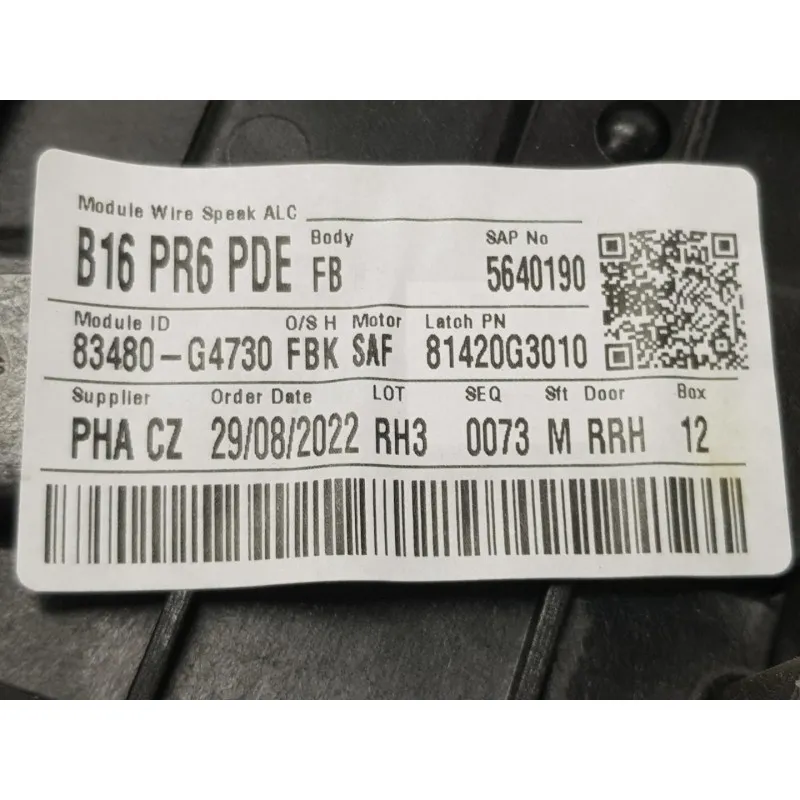 Module Wire Speak ALC
Body SAP No
B16 PR6 PDE FB 5640190
Module ID O/S H Motor Latch PN
83480-G4730 FBK SAF 81420G3010
Supplier Order Date LOT SEQ Sft Door Box
PHA CZ 29/08/2022 RH3 0073 M RRH 12